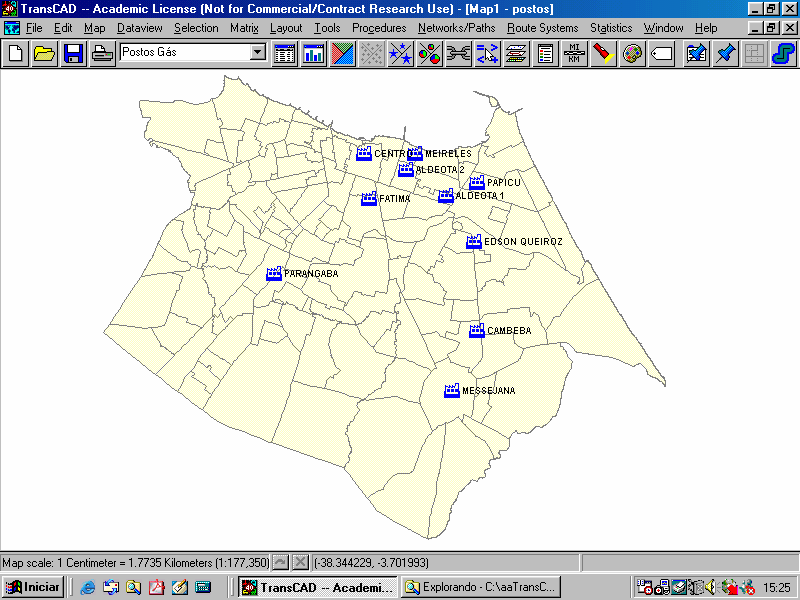 TransCAD -- Academic License (Not for Commercial/Contract Research Use) - [Map1 - postos]
File Edit Map Dataview Selection Matrix Layout Tools Procedures Networks/Paths Route Systems Statistics Window Help
Postos Gás
MI
KM
CENTR
MEIRELES
ALDEOTA 2
PAPICU
ALDEOTA 1
FATIMA
EDSON QUEIROZ
PARANGABA
CAMBEBA
MESSEJANA
Map scale: 1 Centimeter = 1.7735 Kilometers (1:177,350) (-38.344229, -3.701993)
Iniciar TransCAD -- Academi... Explorando - C:\aaTransC... 15:25